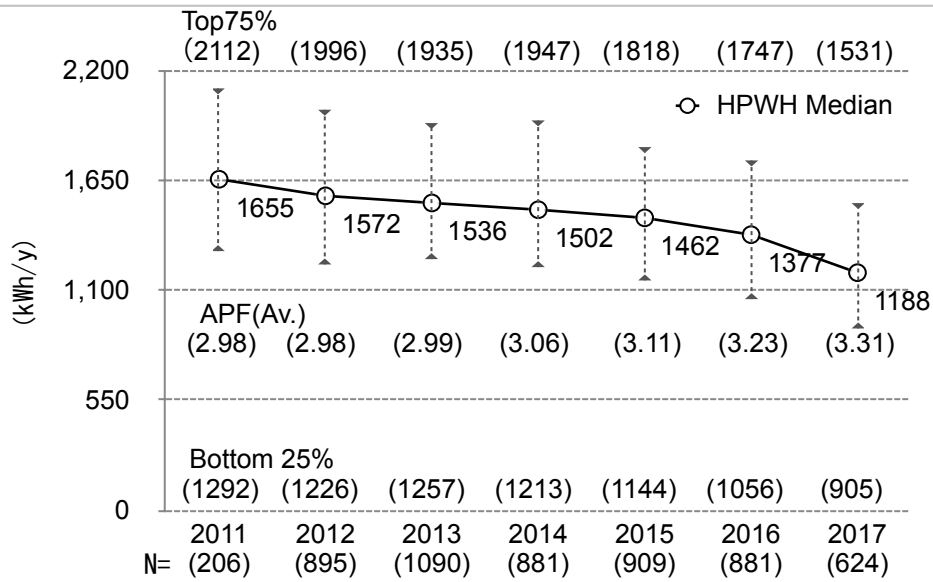 Top75%
(2112) (1996) (1935) (1947) (1818) (1747) (1531)
2,200
HPWH Median
1,650
1655 1572 1536 1502 1462 1377 1188
(kWh/y)
1,100
APF(Av.)
(2.98) (2.98) (2.99) (3.06) (3.11) (3.23) (3.31)
550
Bottom 25%
(1292) (1226) (1257) (1213) (1144) (1056) (905)
0
2011 2012 2013 2014 2015 2016 2017
N= (206) (895) (1090) (881) (909) (881) (624)